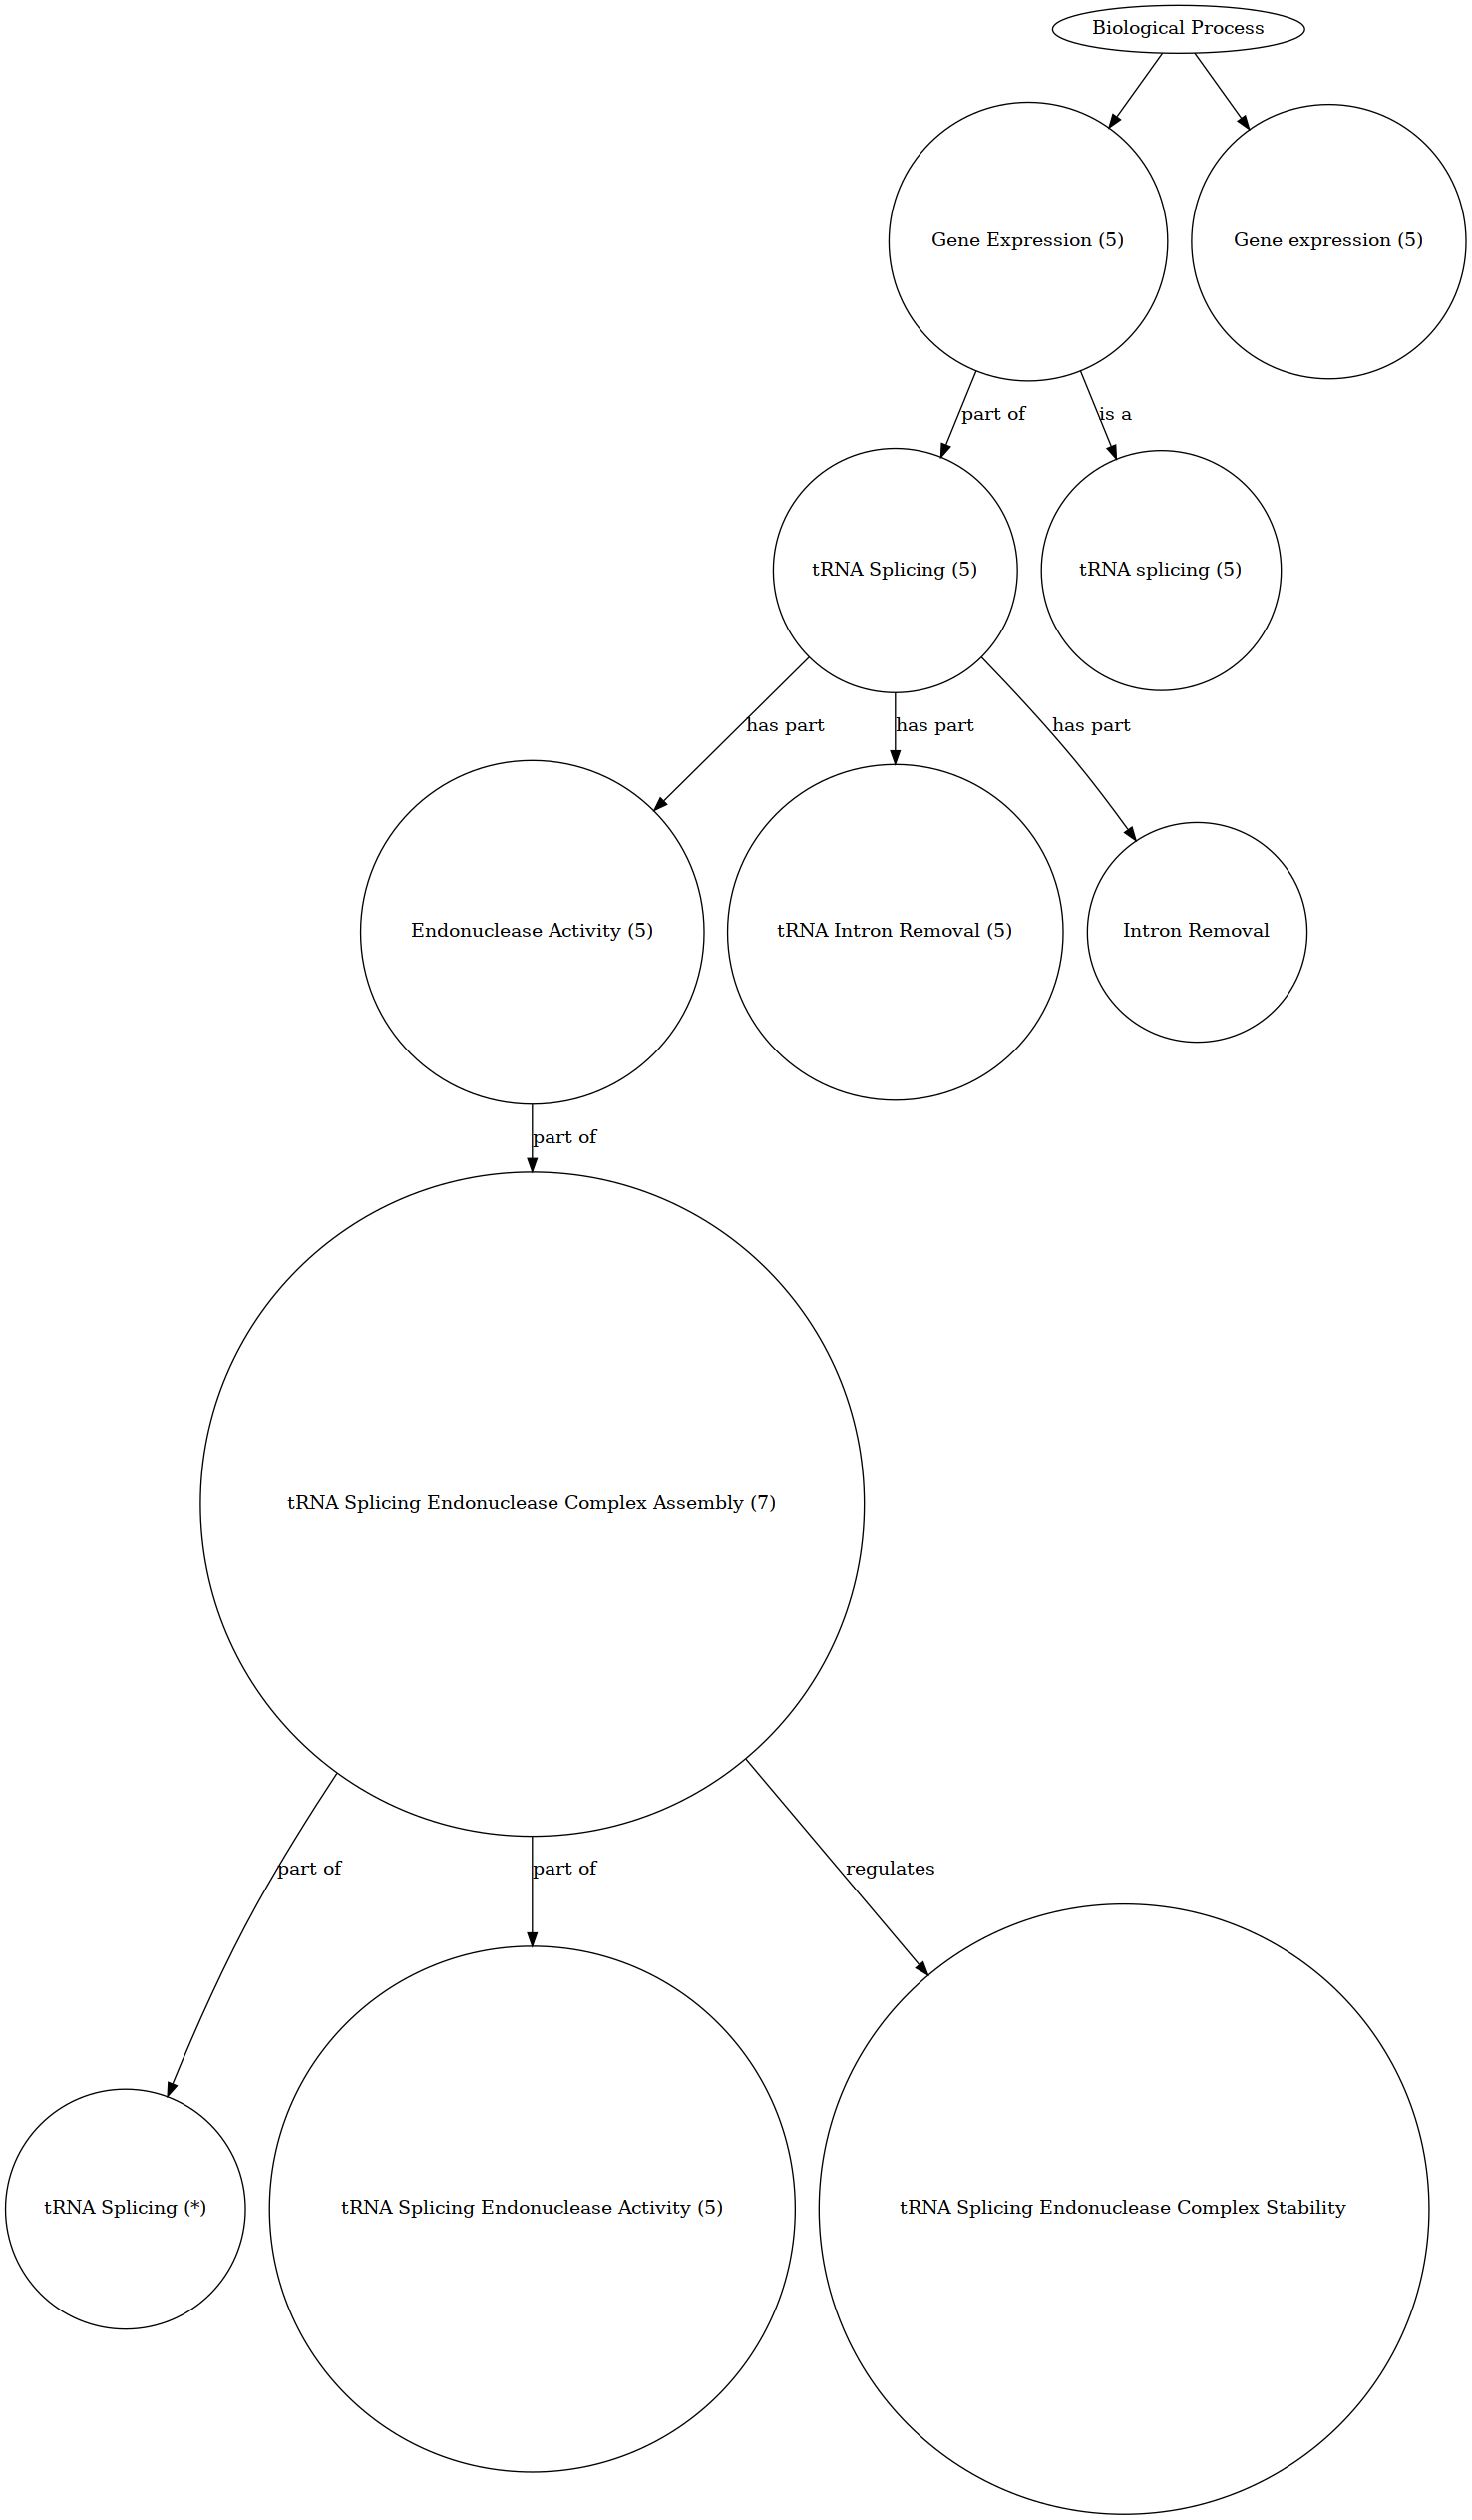 Biological Process
Gene Expression (5)
Gene expression (5)
part of
is a
tRNA Splicing (5)
tRNA splicing (5)
has part
has part
has part
Endonuclease Activity (5)
tRNA Intron Removal (5)
Intron Removal
part of
tRNA Splicing Endonuclease Complex Assembly (7)
part of
part of
regulates
tRNA Splicing (*)
tRNA Splicing Endonuclease Activity (5)
tRNA Splicing Endonuclease Complex Stability